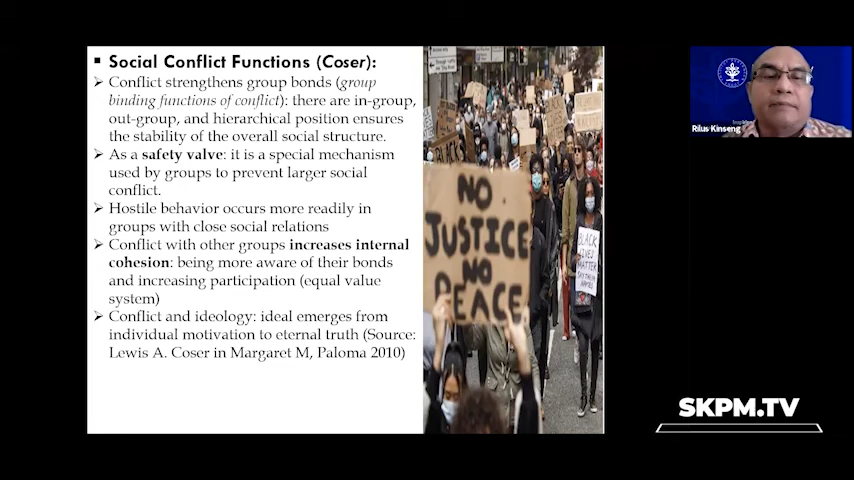 ▪ Social Conflict Functions (Coser):
➢ Conflict strengthens group bonds (group
binding functions of conflict): there are in-group,
out-group, and hierarchical position ensures
the stability of the overall social structure.
➢ As a safety valve: it is a special mechanism
used by groups to prevent larger social
conflict.
➢ Hostile behavior occurs more readily in
groups with close social relations
➢ Conflict with other groups increases internal
cohesion: being more aware of their bonds
and increasing participation (equal value
system)
➢ Conflict and ideology: ideal emerges from
individual motivation to eternal truth (Source:
Lewis A. Coser in Margaret M, Paloma 2010)
NO
JUSTICE
NO
PEACE
BLACK
LIVES
MATTER
Rilus Kinseng
SKPM.TV